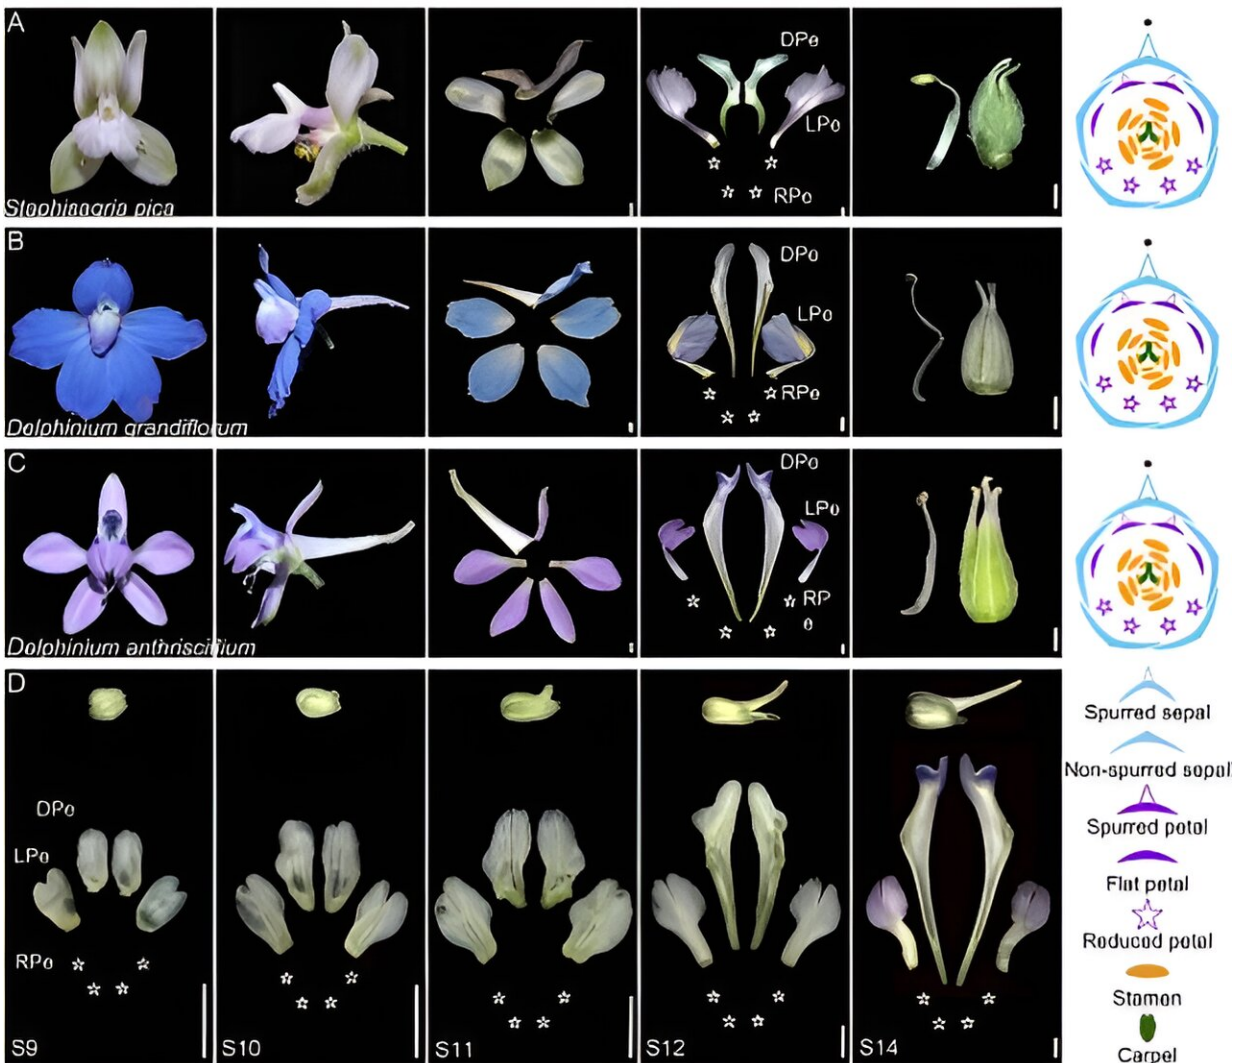 A
DPe
LPe
RPe
Staphisagria pica
B
DPe
LPe
RPe
Delphinium grandiflorum
C
DPe
LPe
RP
e
Delphinium anthriscifilium
D
DPe
LPe
RPe
S9
S10
S11
S12
S14
Spurred sepal
Non-spurred sepal
Spurred petal
Flat petal
Reduced petal
Stamen
Carpel